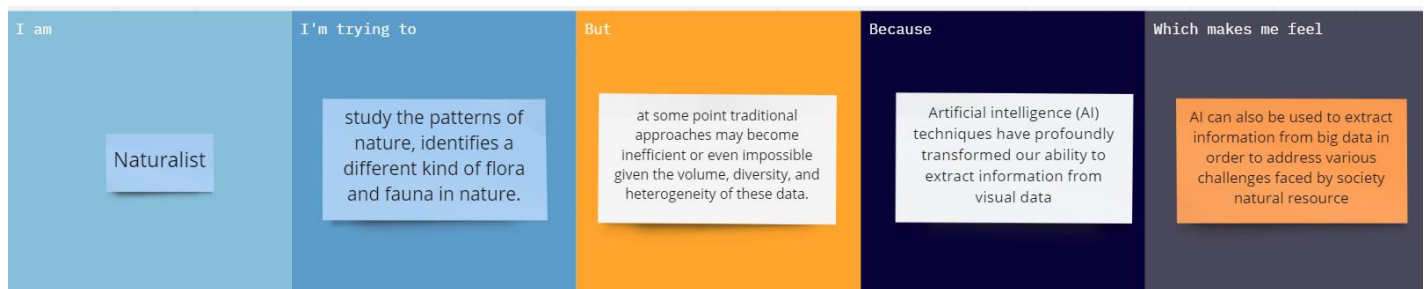 I am
Naturalist
I'm trying to
study the patterns of
nature, identifies a
different kind of flora
and fauna in nature.
But
at some point traditional
approaches may become
inefficient or even impossible
given the volume, diversity, and
heterogeneity of these data.
Because
Artificial intelligence (AI)
techniques have profoundly
transformed our ability to
extract information from
visual data
Which makes me feel
AI can also be used to extract
information from big data in
order to address various
challenges faced by society
natural resource